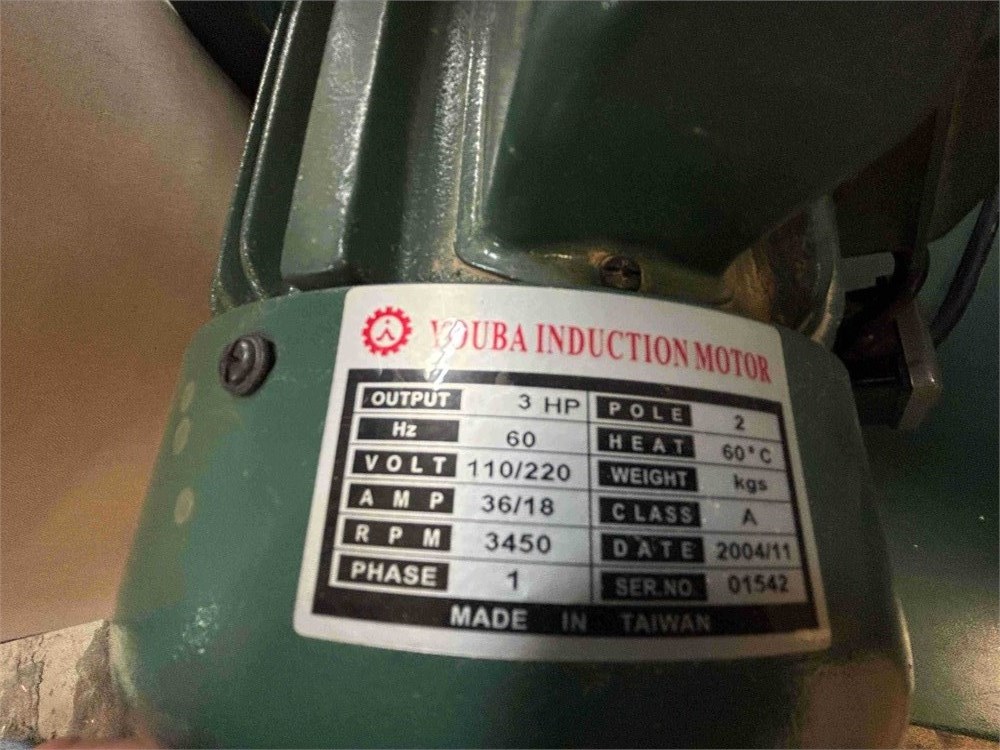 YOUBA INDUCTION MOTOR
OUTPUT 3 HP POLE 2
Hz 60 HEAT 60°C
VOLT 110/220 WEIGHT kgs
AMP 36/18 CLASS A
RPM 3450 DATE 2004/11
PHASE 1 SER.NO 01542
MADE IN TAIWAN